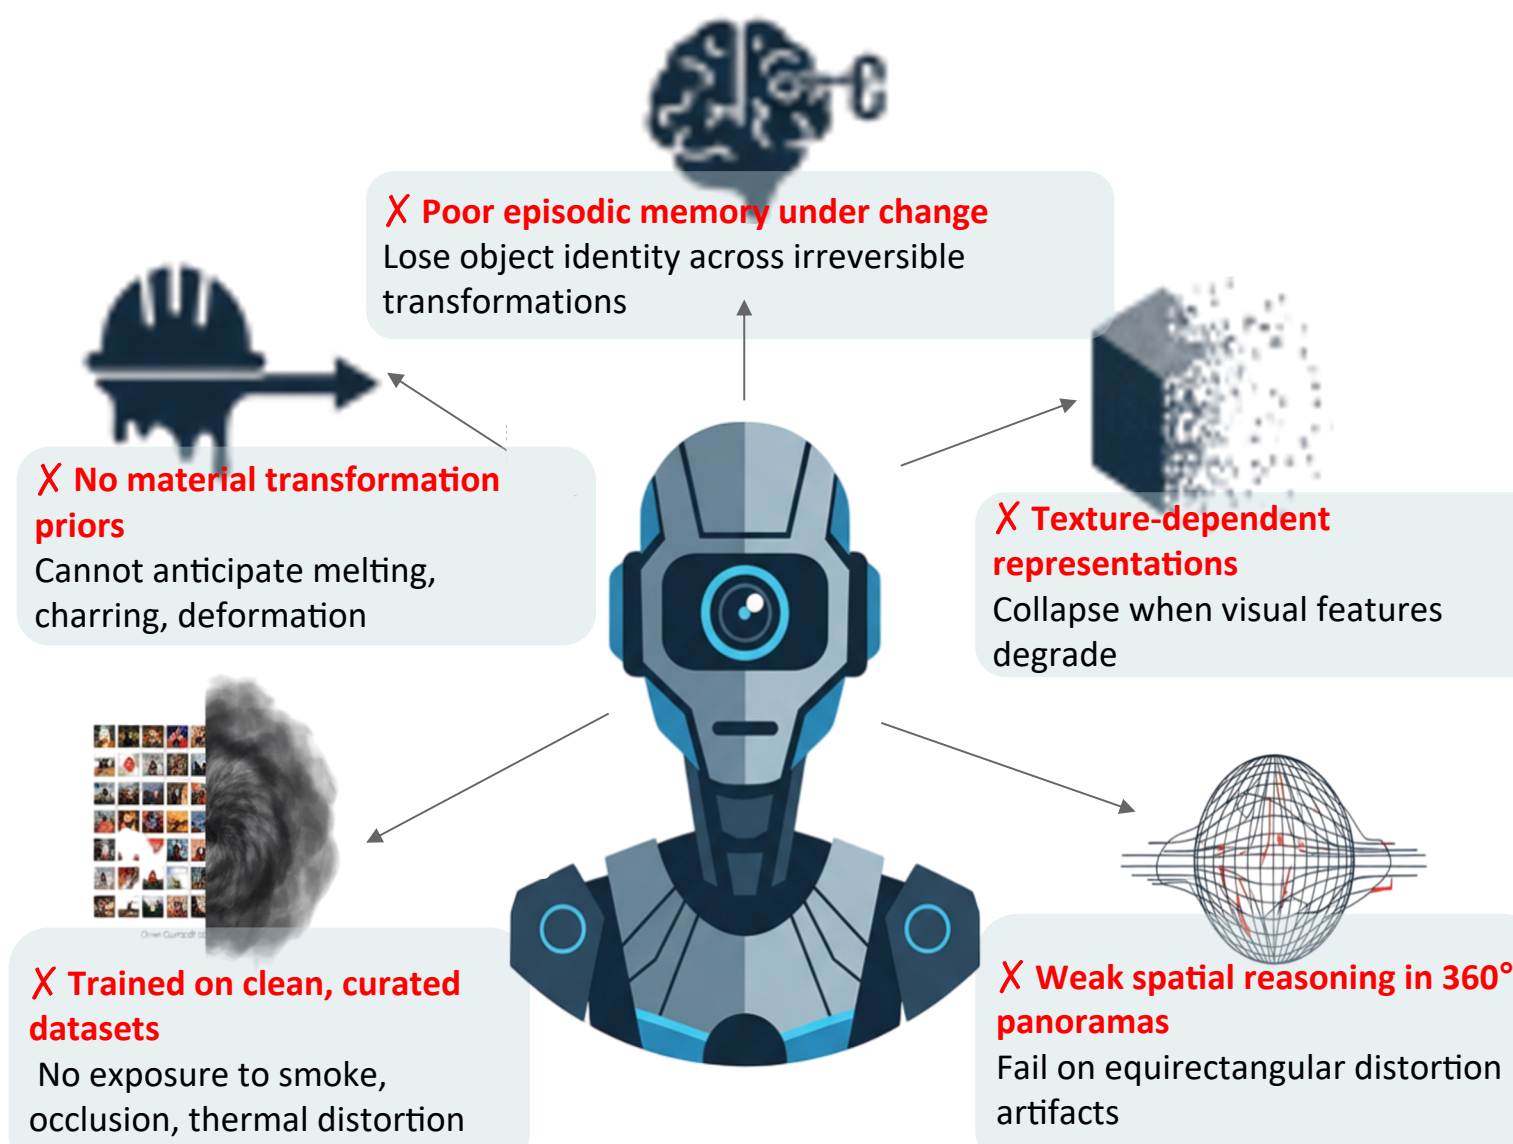 ✗ Poor episodic memory under change
Lose object identity across irreversible
transformations
✗ No material transformation
priors
Cannot anticipate melting,
charring, deformation
✗ Texture-dependent
representations
Collapse when visual features
degrade
✗ Trained on clean, curated
datasets
No exposure to smoke,
occlusion, thermal distortion
✗ Weak spatial reasoning in 360°
panoramas
Fail on equirectangular distortion
artifacts